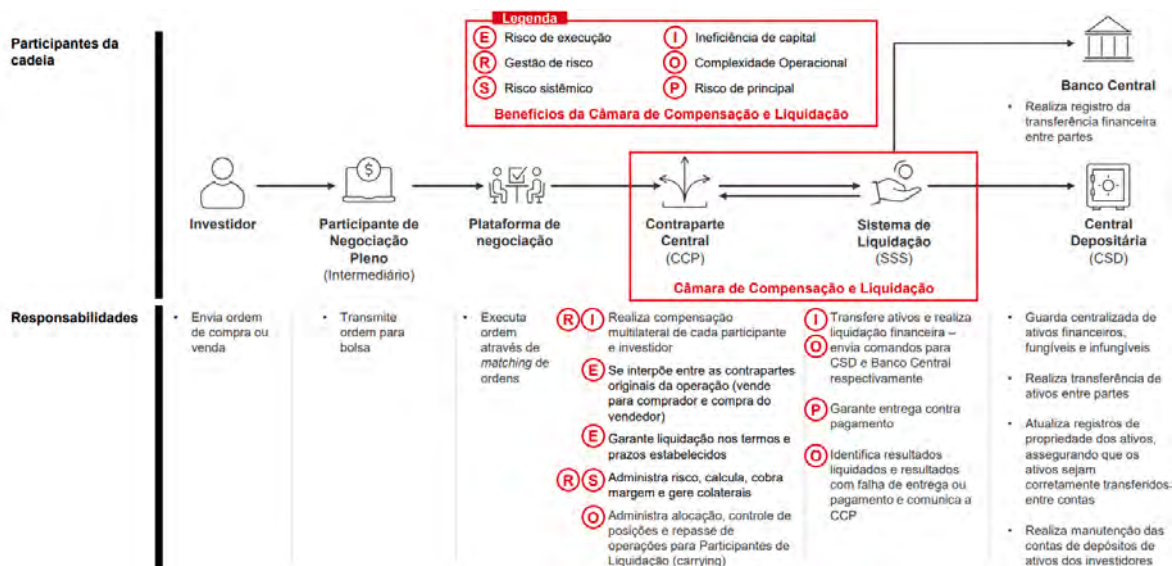 Participantes da
cadeia
Legenda
E Risco de execução
R Gestão de risco
S Risco sistêmico
I Ineficiência de capital
O Complexidade Operacional
P Risco de principal
Benefícios da Câmara de Compensação e Liquidação
Banco Central
• Realiza registro da
transferência financeira
entre partes
Investidor
$
Participante de
Negociação
Pleno
(Intermediário)
Plataforma de
negociação
Contraparte
Central
(CCP)
Sistema de
Liquidação
(SSS)
Câmara de Compensação e Liquidação
Central
Depositária
(CSD)
Responsabilidades
• Envia ordem
de compra ou
venda
• Transmite
ordem para
bolsa
• Executa
ordem
através de
matching de
ordens
R I Realiza compensação
multilateral de cada participante
e investidor
E Se interpõe entre as contrapartes
originais da operação (vende
para comprador e compra do
vendedor)
E Garante liquidação nos termos e
prazos estabelecidos
R S Administra risco, calcula, cobra
margem e gere colaterais
O Administra alocação, controle de
posições e repasse de
operações para Participantes de
Liquidação (carrying)
I Transfere ativos e realiza
liquidação financeira –
O envia comandos para
CSD e Banco Central
respectivamente
P Garante entrega contra
pagamento
O Identifica resultados
liquidados e resultados
com falha de entrega ou
pagamento e comunica a
CCP
• Guarda centralizada de
ativos financeiros,
fungíveis e infungíveis
• Realiza transferência de
ativos entre partes
• Atualiza registros de
propriedade dos ativos,
assegurando que os
ativos sejam
corretamente transferidos
entre contas
• Realiza manutenção das
contas de depósitos de
ativos dos investidores